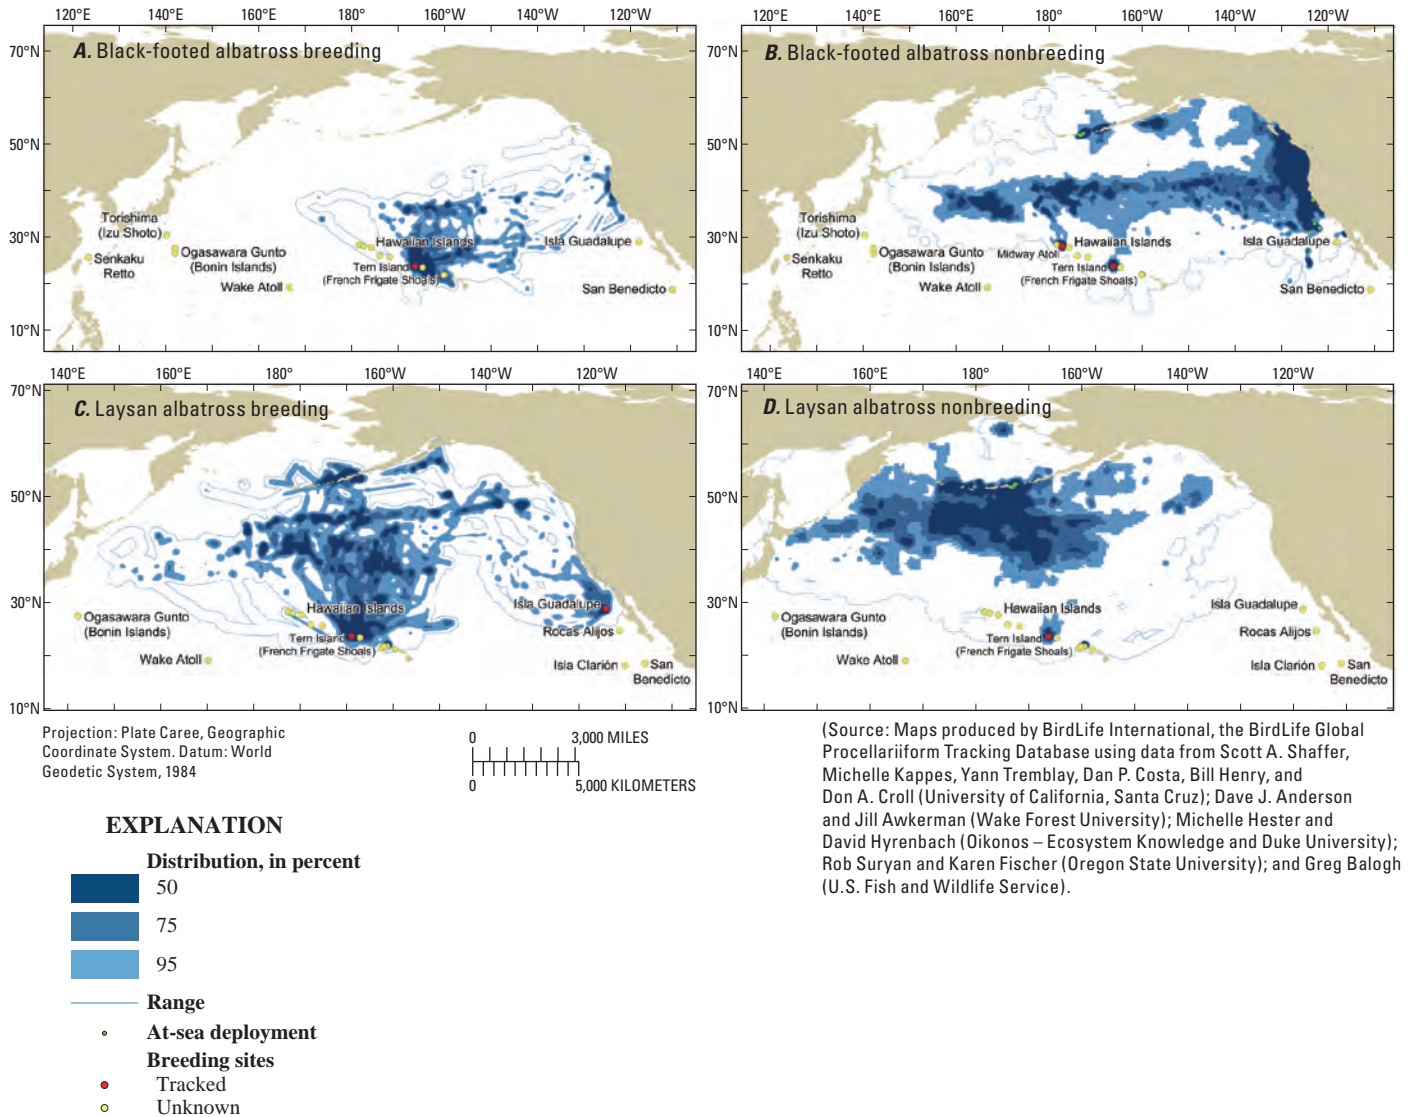 120°E 140°E 160°E 180° 160°W 140°W 120°W
120°E 140°E 160°E 180° 160°W 140°W 120°W
70°N
50°N
30°N
10°N
A. Black-footed albatross breeding
Torishima
(Izu Shoto)
Senkaku
Retto
Ogasawara Gunto
(Bonin Islands)
Wake Atoll
Hawaiian Islands
Tern Island
(French Frigate Shoals)
Isla Guadalupe
San Benedicto
70°N
50°N
30°N
10°N
B. Black-footed albatross nonbreeding
Torishima
(Izu Shoto)
Senkaku
Retto
Ogasawara Gunto
(Bonin Islands)
Wake Atoll
Midway Atoll
Hawaiian Islands
Tern Island
(French Frigate Shoals)
Isla Guadalupe
San Benedicto
140°E 160°E 180° 160°W 140°W 120°W
140°E 160°E 180° 160°W 140°W 120°W
70°N
50°N
30°N
10°N
C. Laysan albatross breeding
Ogasawara Gunto
(Bonin Islands)
Wake Atoll
Hawaiian Islands
Tern Island
(French Frigate Shoals)
Isla Guadalupe
Rocas Alijos
Isla Clarión
San
Benedicto
70°N
50°N
30°N
10°N
D. Laysan albatross nonbreeding
Ogasawara Gunto
(Bonin Islands)
Wake Atoll
Hawaiian Islands
Tern Island
(French Frigate Shoals)
Isla Guadalupe
Rocas Alijos
Isla Clarión
San
Benedicto
Projection: Plate Caree, Geographic
Coordinate System. Datum: World
Geodetic System, 1984
0 3,000 MILES
0 5,000 KILOMETERS
(Source: Maps produced by BirdLife International, the BirdLife Global
Procellariiform Tracking Database using data from Scott A. Shaffer,
Michelle Kappes, Yann Tremblay, Dan P. Costa, Bill Henry, and
Don A. Croll (University of California, Santa Cruz); Dave J. Anderson
and Jill Awkerman (Wake Forest University); Michelle Hester and
David Hyrenbach (Oikonos – Ecosystem Knowledge and Duke University);
Rob Suryan and Karen Fischer (Oregon State University); and Greg Balogh
(U.S. Fish and Wildlife Service).
EXPLANATION
Distribution, in percent
50
75
95
Range
At-sea deployment
Breeding sites
Tracked
Unknown